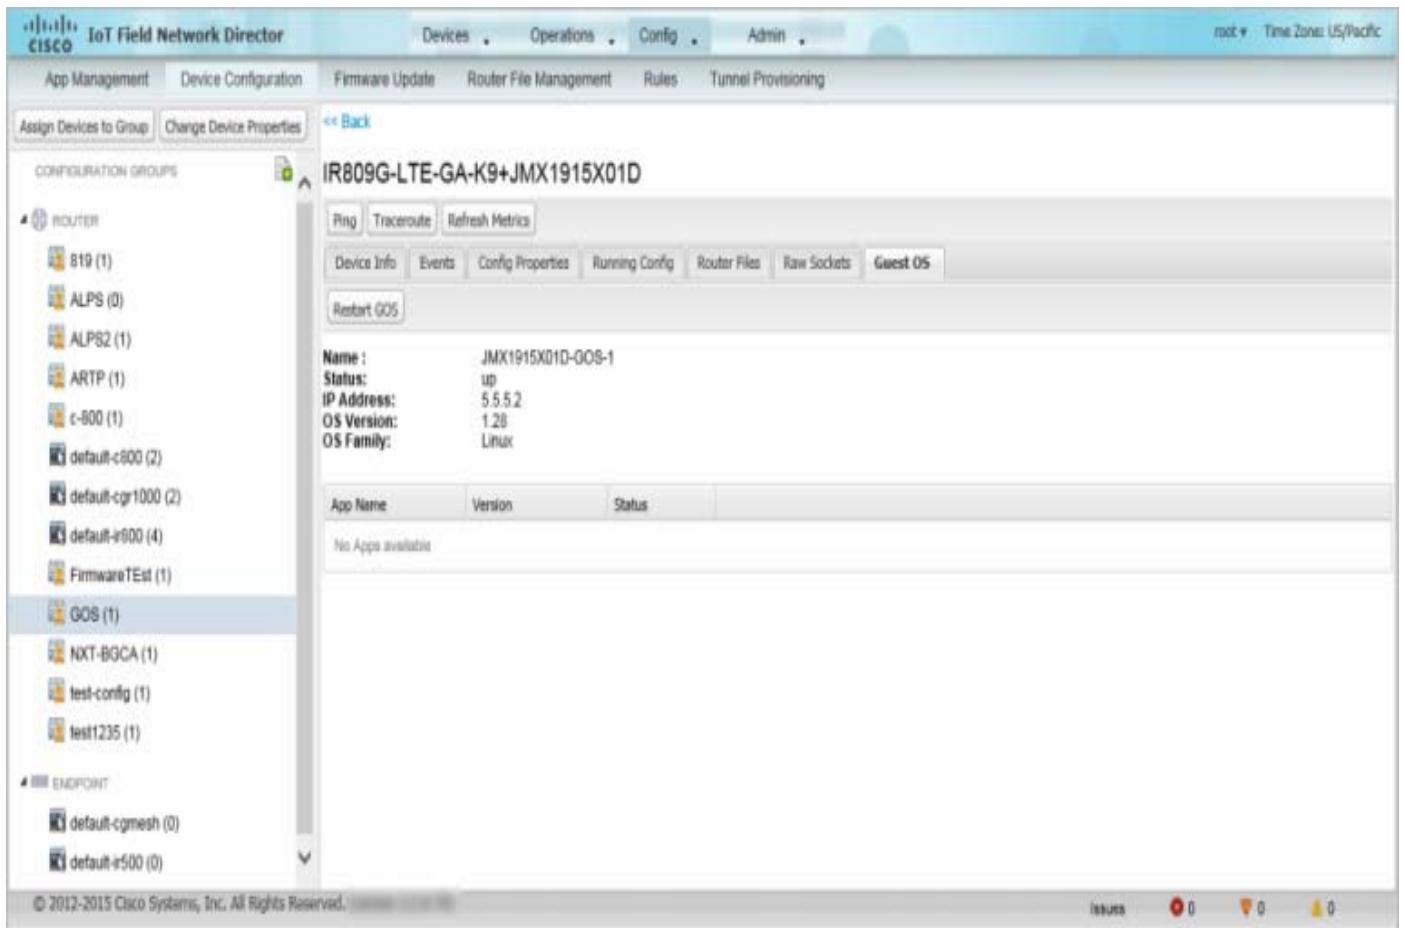 CISCO IoT Field Network Director
Devices Operations Config Admin
root Time Zone: US/Pacific
App Management Device Configuration Firmware Update Router File Management Rules Tunnel Provisioning
Assign Devices to Group Change Device Properties
CONFIGURATION GROUPS
ROUTER
819 (1)
ALPS (0)
ALPS2 (1)
ARTP (1)
c-800 (1)
default-c800 (2)
default-cgr1000 (2)
default-ir800 (4)
FirmwareTEst (1)
GOS (1)
NXT-BGCA (1)
test-config (1)
test1235 (1)
ENDPOINT
default-cgmesh (0)
default-ir500 (0)
<< Back
IR809G-LTE-GA-K9+JMX1915X01D
Ping Traceroute Refresh Metrics
Device Info Events Config Properties Running Config Router Files Raw Sockets Guest OS
Restart GOS
Name : JMX1915X01D-GOS-1
Status: up
IP Address: 5.5.5.2
OS Version: 1.28
OS Family: Linux
App Name Version Status
No Apps available
© 2012-2015 Cisco Systems, Inc. All Rights Reserved.
Issues 0 0 0